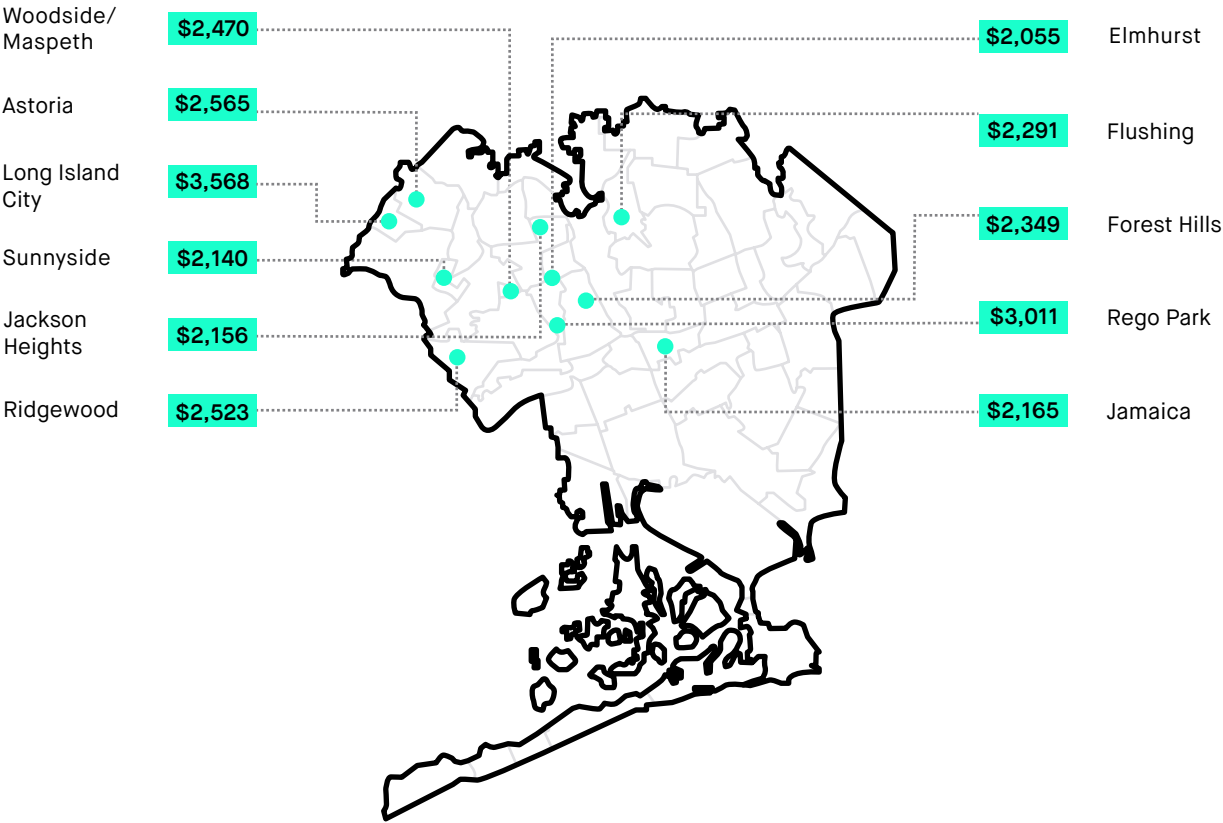 Woodside/
Maspeth
$2,470
Astoria
$2,565
Long Island
City
$3,568
Sunnyside
$2,140
Jackson
Heights
$2,156
Ridgewood
$2,523
$2,055
Elmhurst
$2,291
Flushing
$2,349
Forest Hills
$3,011
Rego Park
$2,165
Jamaica